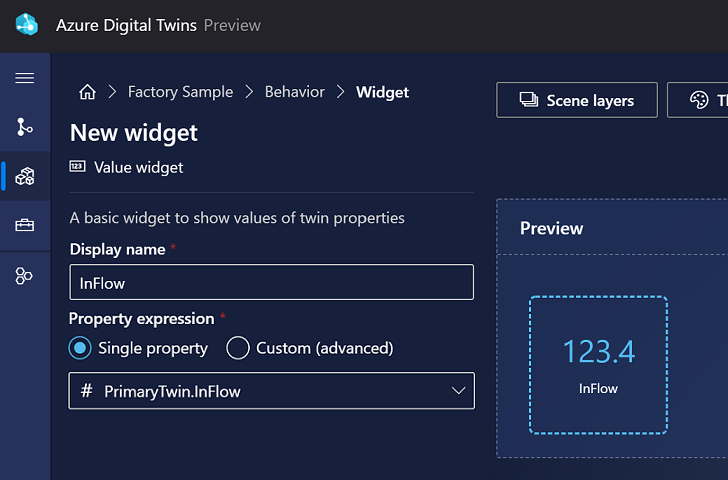 Azure Digital Twins Preview
Factory Sample > Behavior > Widget
Scene layers
New widget
123 Value widget
A basic widget to show values of twin properties
Preview
Display name *
InFlow
Property expression *
Single property Custom (advanced)
# PrimaryTwin.InFlow
123.4
InFlow